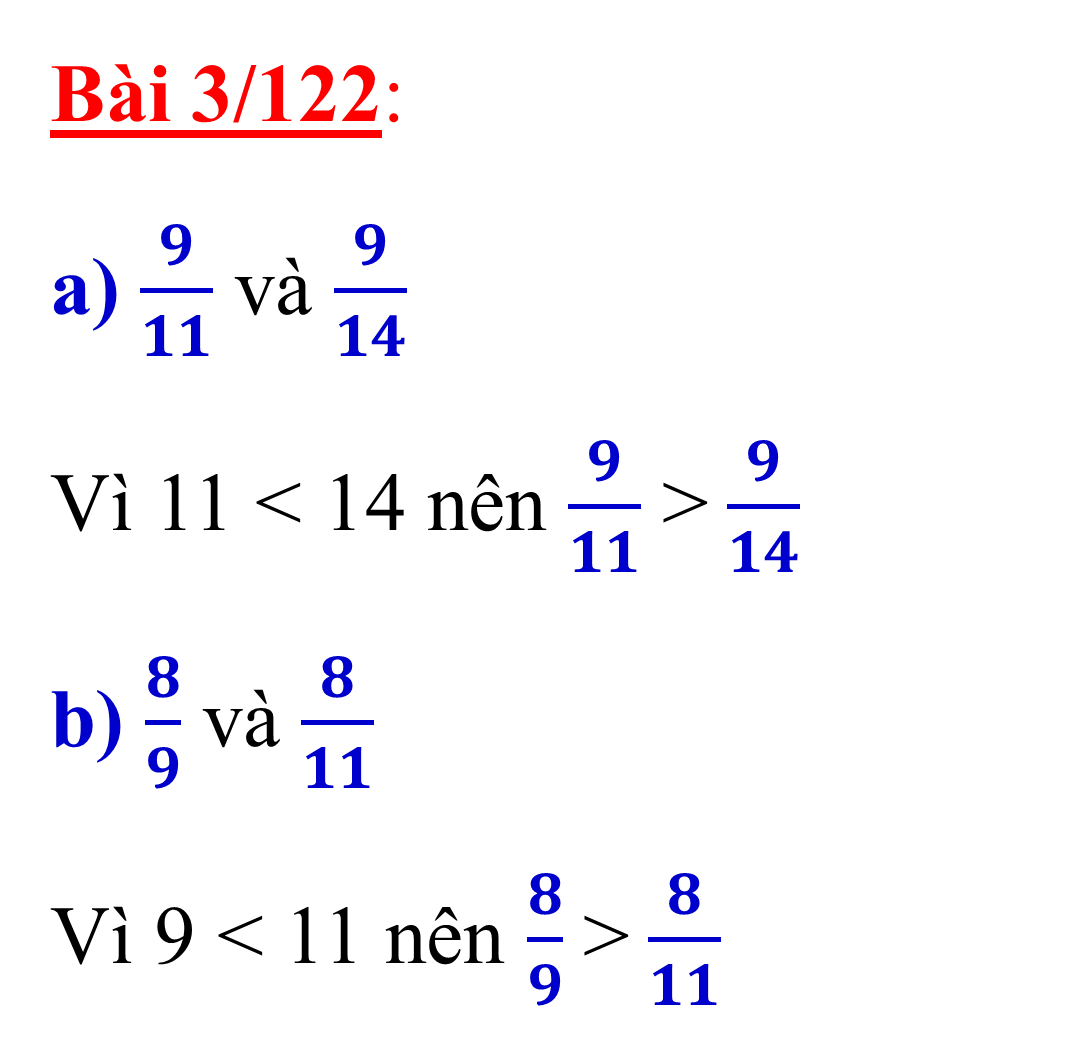 Bài 3/122:
a) 9/11 và 9/14
Vì 11 < 14 nên 9/11 > 9/14
b) 8/9 và 8/11
Vì 9 < 11 nên 8/9 > 8/11